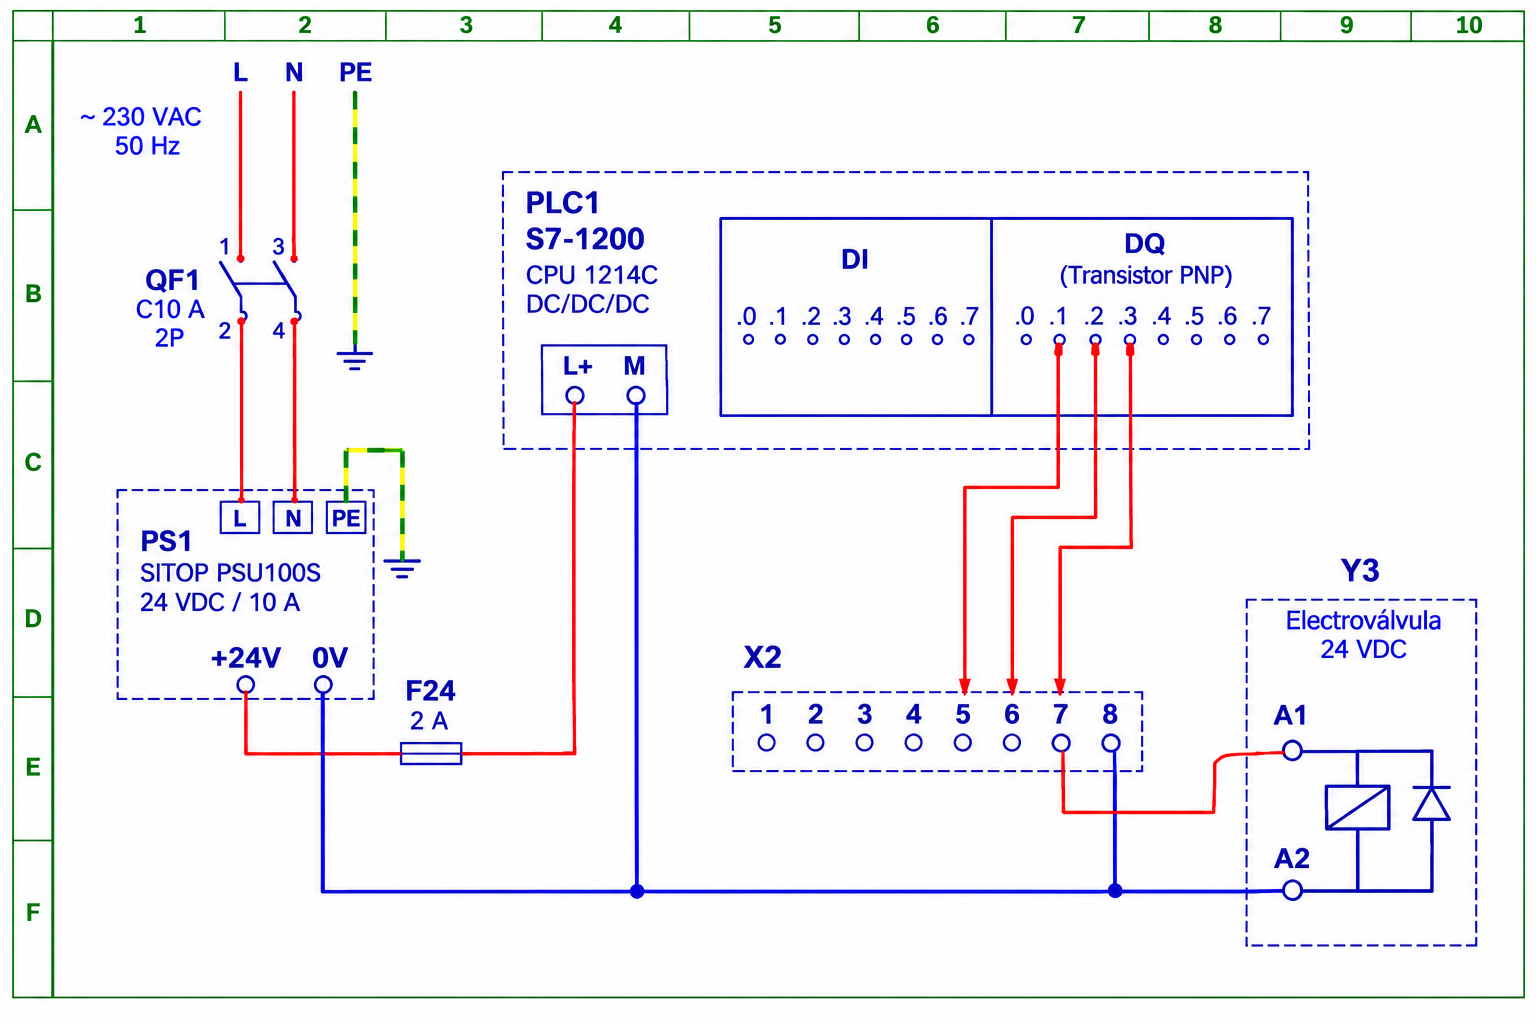 1 2 3 4 5 6 7 8 9 10
A
B
C
D
E
F
L N PE
~ 230 VAC
50 Hz
1 3
QF1
C10 A
2P
2 4
PLC1
S7-1200
CPU 1214C
DC/DC/DC
L+ M
DI
.0 .1 .2 .3 .4 .5 .6 .7
DQ
(Transistor PNP)
.0 .1 .2 .3 .4 .5 .6 .7
L N PE
PS1
SITOP PSU100S
24 VDC / 10 A
+24V 0V
F24
2 A
X2
1 2 3 4 5 6 7 8
Y3
Electroválvula
24 VDC
A1
A2